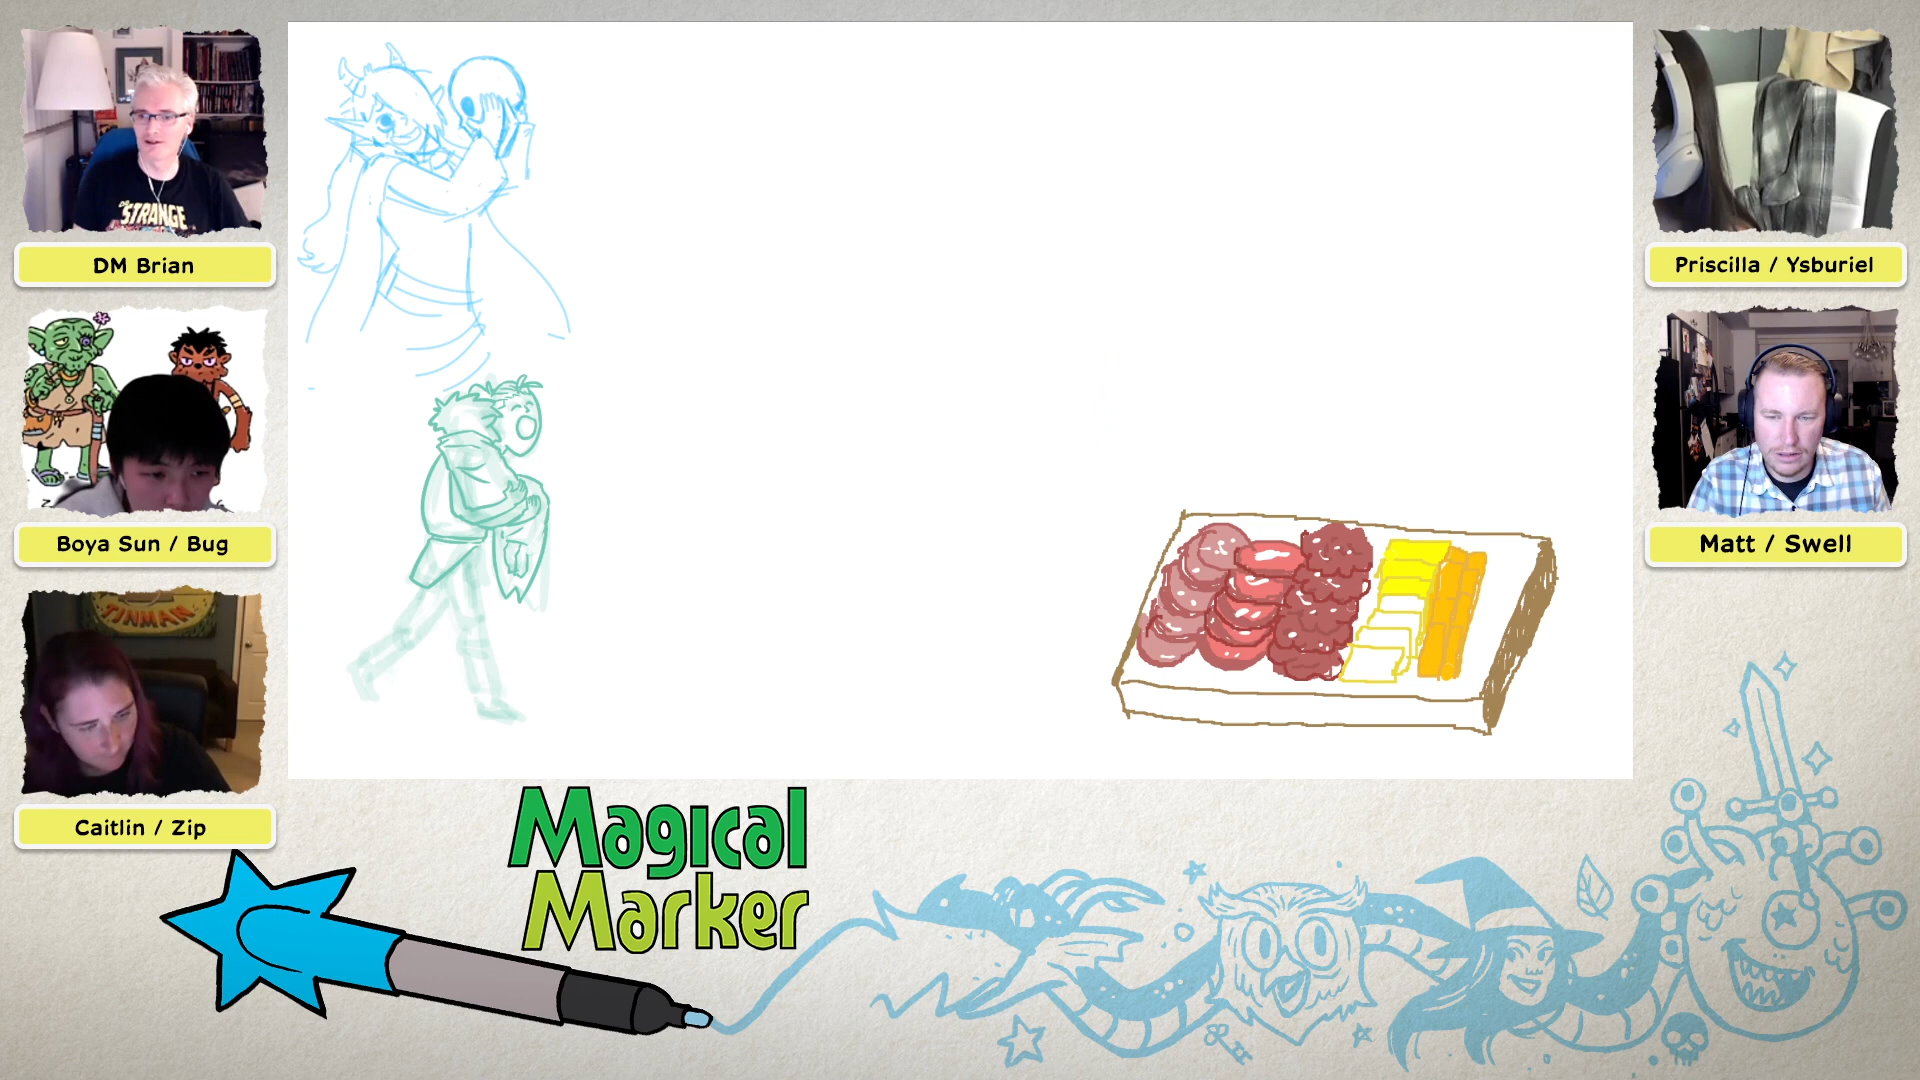 DM Brian
Boya Sun / Bug
Caitlin / Zip
Priscilla / Ysburiel
Matt / Swell
STRANGE
TINMAN
Magical
Marker